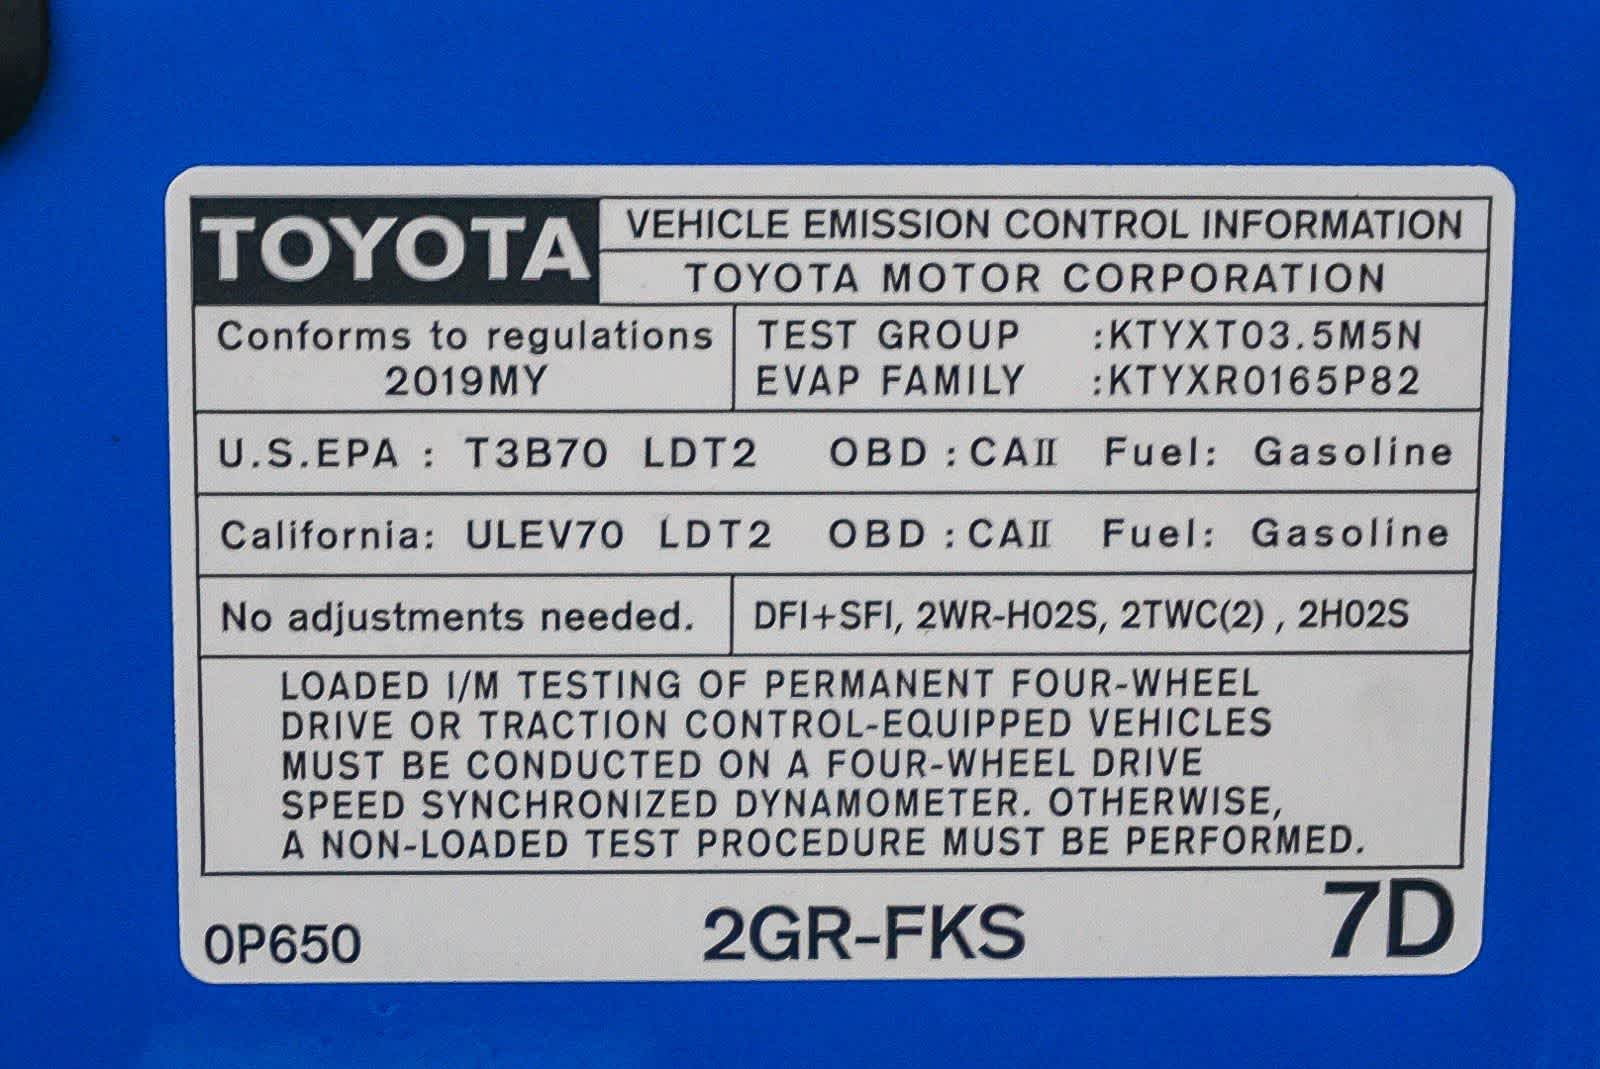 TOYOTA
VEHICLE EMISSION CONTROL INFORMATION
TOYOTA MOTOR CORPORATION
Conforms to regulations
2019MY
TEST GROUP :KTYXT03.5M5N
EVAP FAMILY :KTYXR0165P82
U.S.EPA : T3B70 LDT2 OBD : CAⅡ Fuel: Gasoline
California: ULEV70 LDT2 OBD : CAⅡ Fuel: Gasoline
No adjustments needed.
DFI+SFI, 2WR-HO2S, 2TWC(2) , 2HO2S
LOADED I/M TESTING OF PERMANENT FOUR-WHEEL
DRIVE OR TRACTION CONTROL-EQUIPPED VEHICLES
MUST BE CONDUCTED ON A FOUR-WHEEL DRIVE
SPEED SYNCHRONIZED DYNAMOMETER. OTHERWISE,
A NON-LOADED TEST PROCEDURE MUST BE PERFORMED.
0P650
2GR-FKS
7D